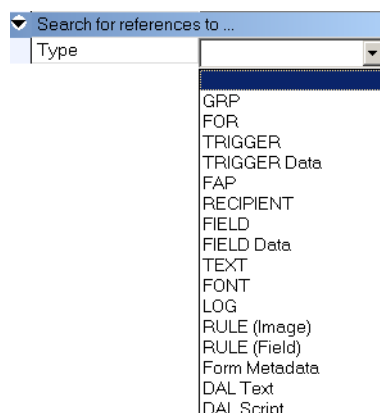 Search for references to ...
Type
GRP
FOR
TRIGGER
TRIGGER Data
FAP
RECIPIENT
FIELD
FIELD Data
TEXT
FONT
LOG
RULE (Image)
RULE (Field)
Form Metadata
DAL Text
DAL Script